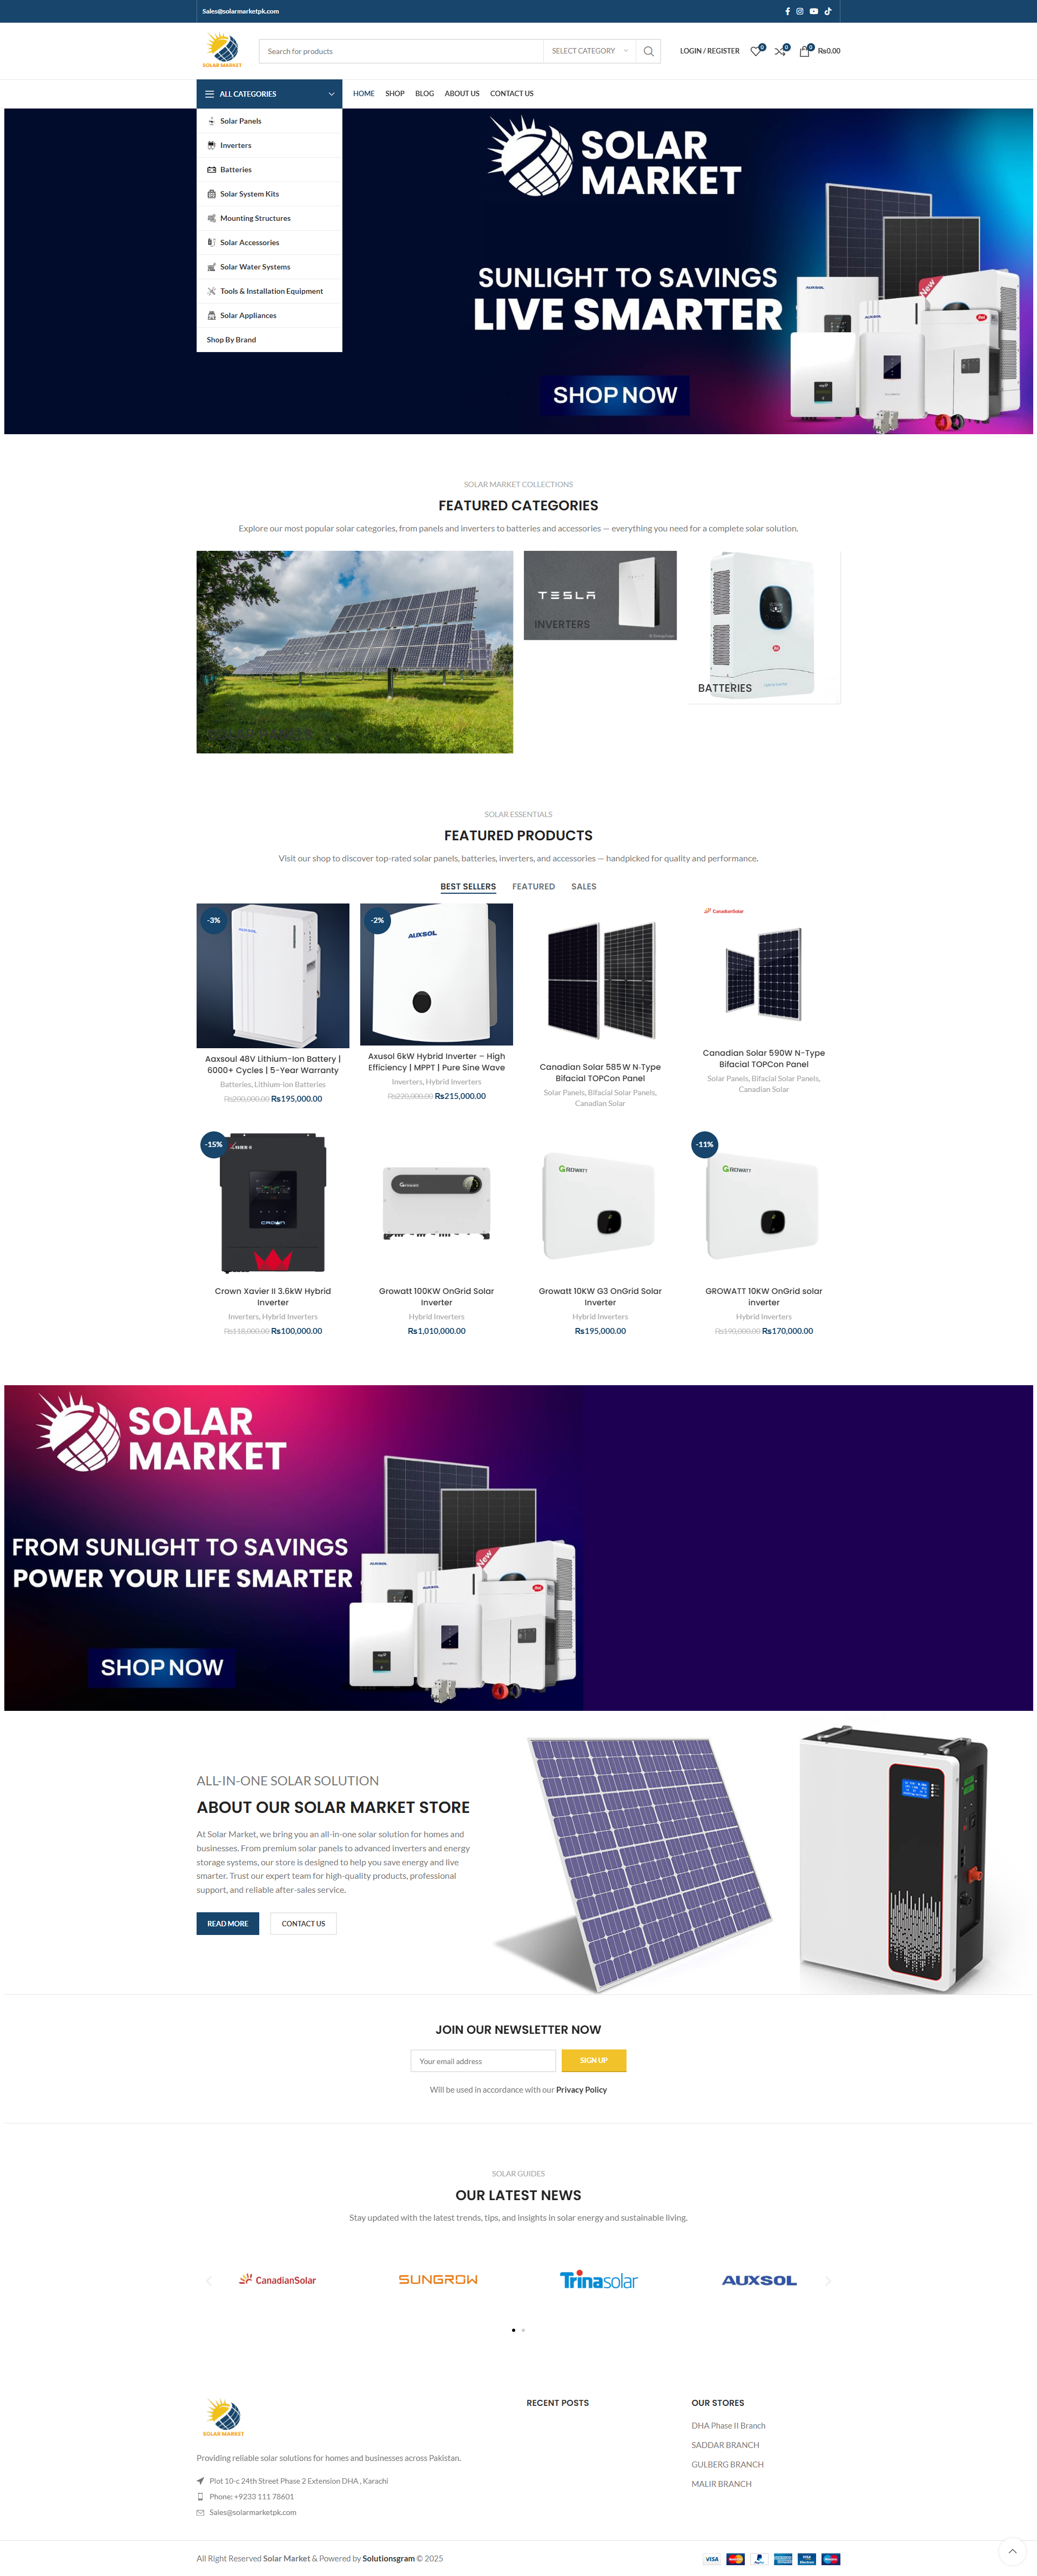 Sales@solarmarketpk.com
SOLAR MARKET
Search for products
SELECT CATEGORY
LOGIN / REGISTER
0
0
0
₨0.00
ALL CATEGORIES
HOME
SHOP
BLOG
ABOUT US
CONTACT US
Solar Panels
Inverters
Batteries
Solar System Kits
Mounting Structures
Solar Accessories
Solar Water Systems
Tools & Installation Equipment
Solar Appliances
Shop By Brand
SOLAR
MARKET
SUNLIGHT TO SAVINGS
LIVE SMARTER
SHOP NOW
AUXSOL
AUXSOL
New
SOLAR MARKET COLLECTIONS
FEATURED CATEGORIES
Explore our most popular solar categories, from panels and inverters to batteries and accessories — everything you need for a complete solar solution.
TESLA
INVERTERS
BATTERIES
SOLAR ESSENTIALS
FEATURED PRODUCTS
Visit our shop to discover top-rated solar panels, batteries, inverters, and accessories — handpicked for quality and performance.
BEST SELLERS
FEATURED
SALES
-3%
AUXSOL
Aaxsoul 48V Lithium-Ion Battery |
6000+ Cycles | 5-Year Warranty
Batteries, Lithium-ion Batteries
₨200,000.00 ₨195,000.00
-2%
AUXSOL
Axusol 6kW Hybrid Inverter – High
Efficiency | MPPT | Pure Sine Wave
Inverters, Hybrid Inverters
₨220,000.00 ₨215,000.00
Canadian Solar 585 W N‑Type
Bifacial TOPCon Panel
Solar Panels, Bifacial Solar Panels,
Canadian Solar
CanadianSolar
Canadian Solar 590W N-Type
Bifacial TOPCon Panel
Solar Panels, Bifacial Solar Panels,
Canadian Solar
-15%
CROWN
Crown Xavier II 3.6kW Hybrid
Inverter
Inverters, Hybrid Inverters
₨118,000.00 ₨100,000.00
Growatt
Growatt 100KW OnGrid Solar
Inverter
Hybrid Inverters
₨1,010,000.00
GROWATT
Growatt 10KW G3 OnGrid Solar
Inverter
Hybrid Inverters
₨195,000.00
-11%
GROWATT
GROWATT 10KW OnGrid solar
inverter
Hybrid Inverters
₨190,000.00 ₨170,000.00
SOLAR
MARKET
FROM SUNLIGHT TO SAVINGS
POWER YOUR LIFE SMARTER
SHOP NOW
AUXSOL
AUXSOL
New
ALL-IN-ONE SOLAR SOLUTION
ABOUT OUR SOLAR MARKET STORE
At Solar Market, we bring you an all-in-one solar solution for homes and
businesses. From premium solar panels to advanced inverters and energy
storage systems, our store is designed to help you save energy and live
smarter. Trust our expert team for high-quality products, professional
support, and reliable after-sales service.
READ MORE
CONTACT US
JOIN OUR NEWSLETTER NOW
Your email address
SIGN UP
Will be used in accordance with our Privacy Policy
SOLAR GUIDES
OUR LATEST NEWS
Stay updated with the latest trends, tips, and insights in solar energy and sustainable living.
CanadianSolar
SUNGROW
Trinasolar
AUXSOL
SOLAR MARKET
Providing reliable solar solutions for homes and businesses across Pakistan.
Plot 10-c 24th Street Phase 2 Extension DHA , Karachi
Phone: +9233 111 78601
Sales@solarmarketpk.com
RECENT POSTS
OUR STORES
DHA Phase II Branch
SADDAR BRANCH
GULBERG BRANCH
MALIR BRANCH
All Right Reserved Solar Market & Powered by Solutionsgram © 2025
VISA
MasterCard
PayPal
VISA